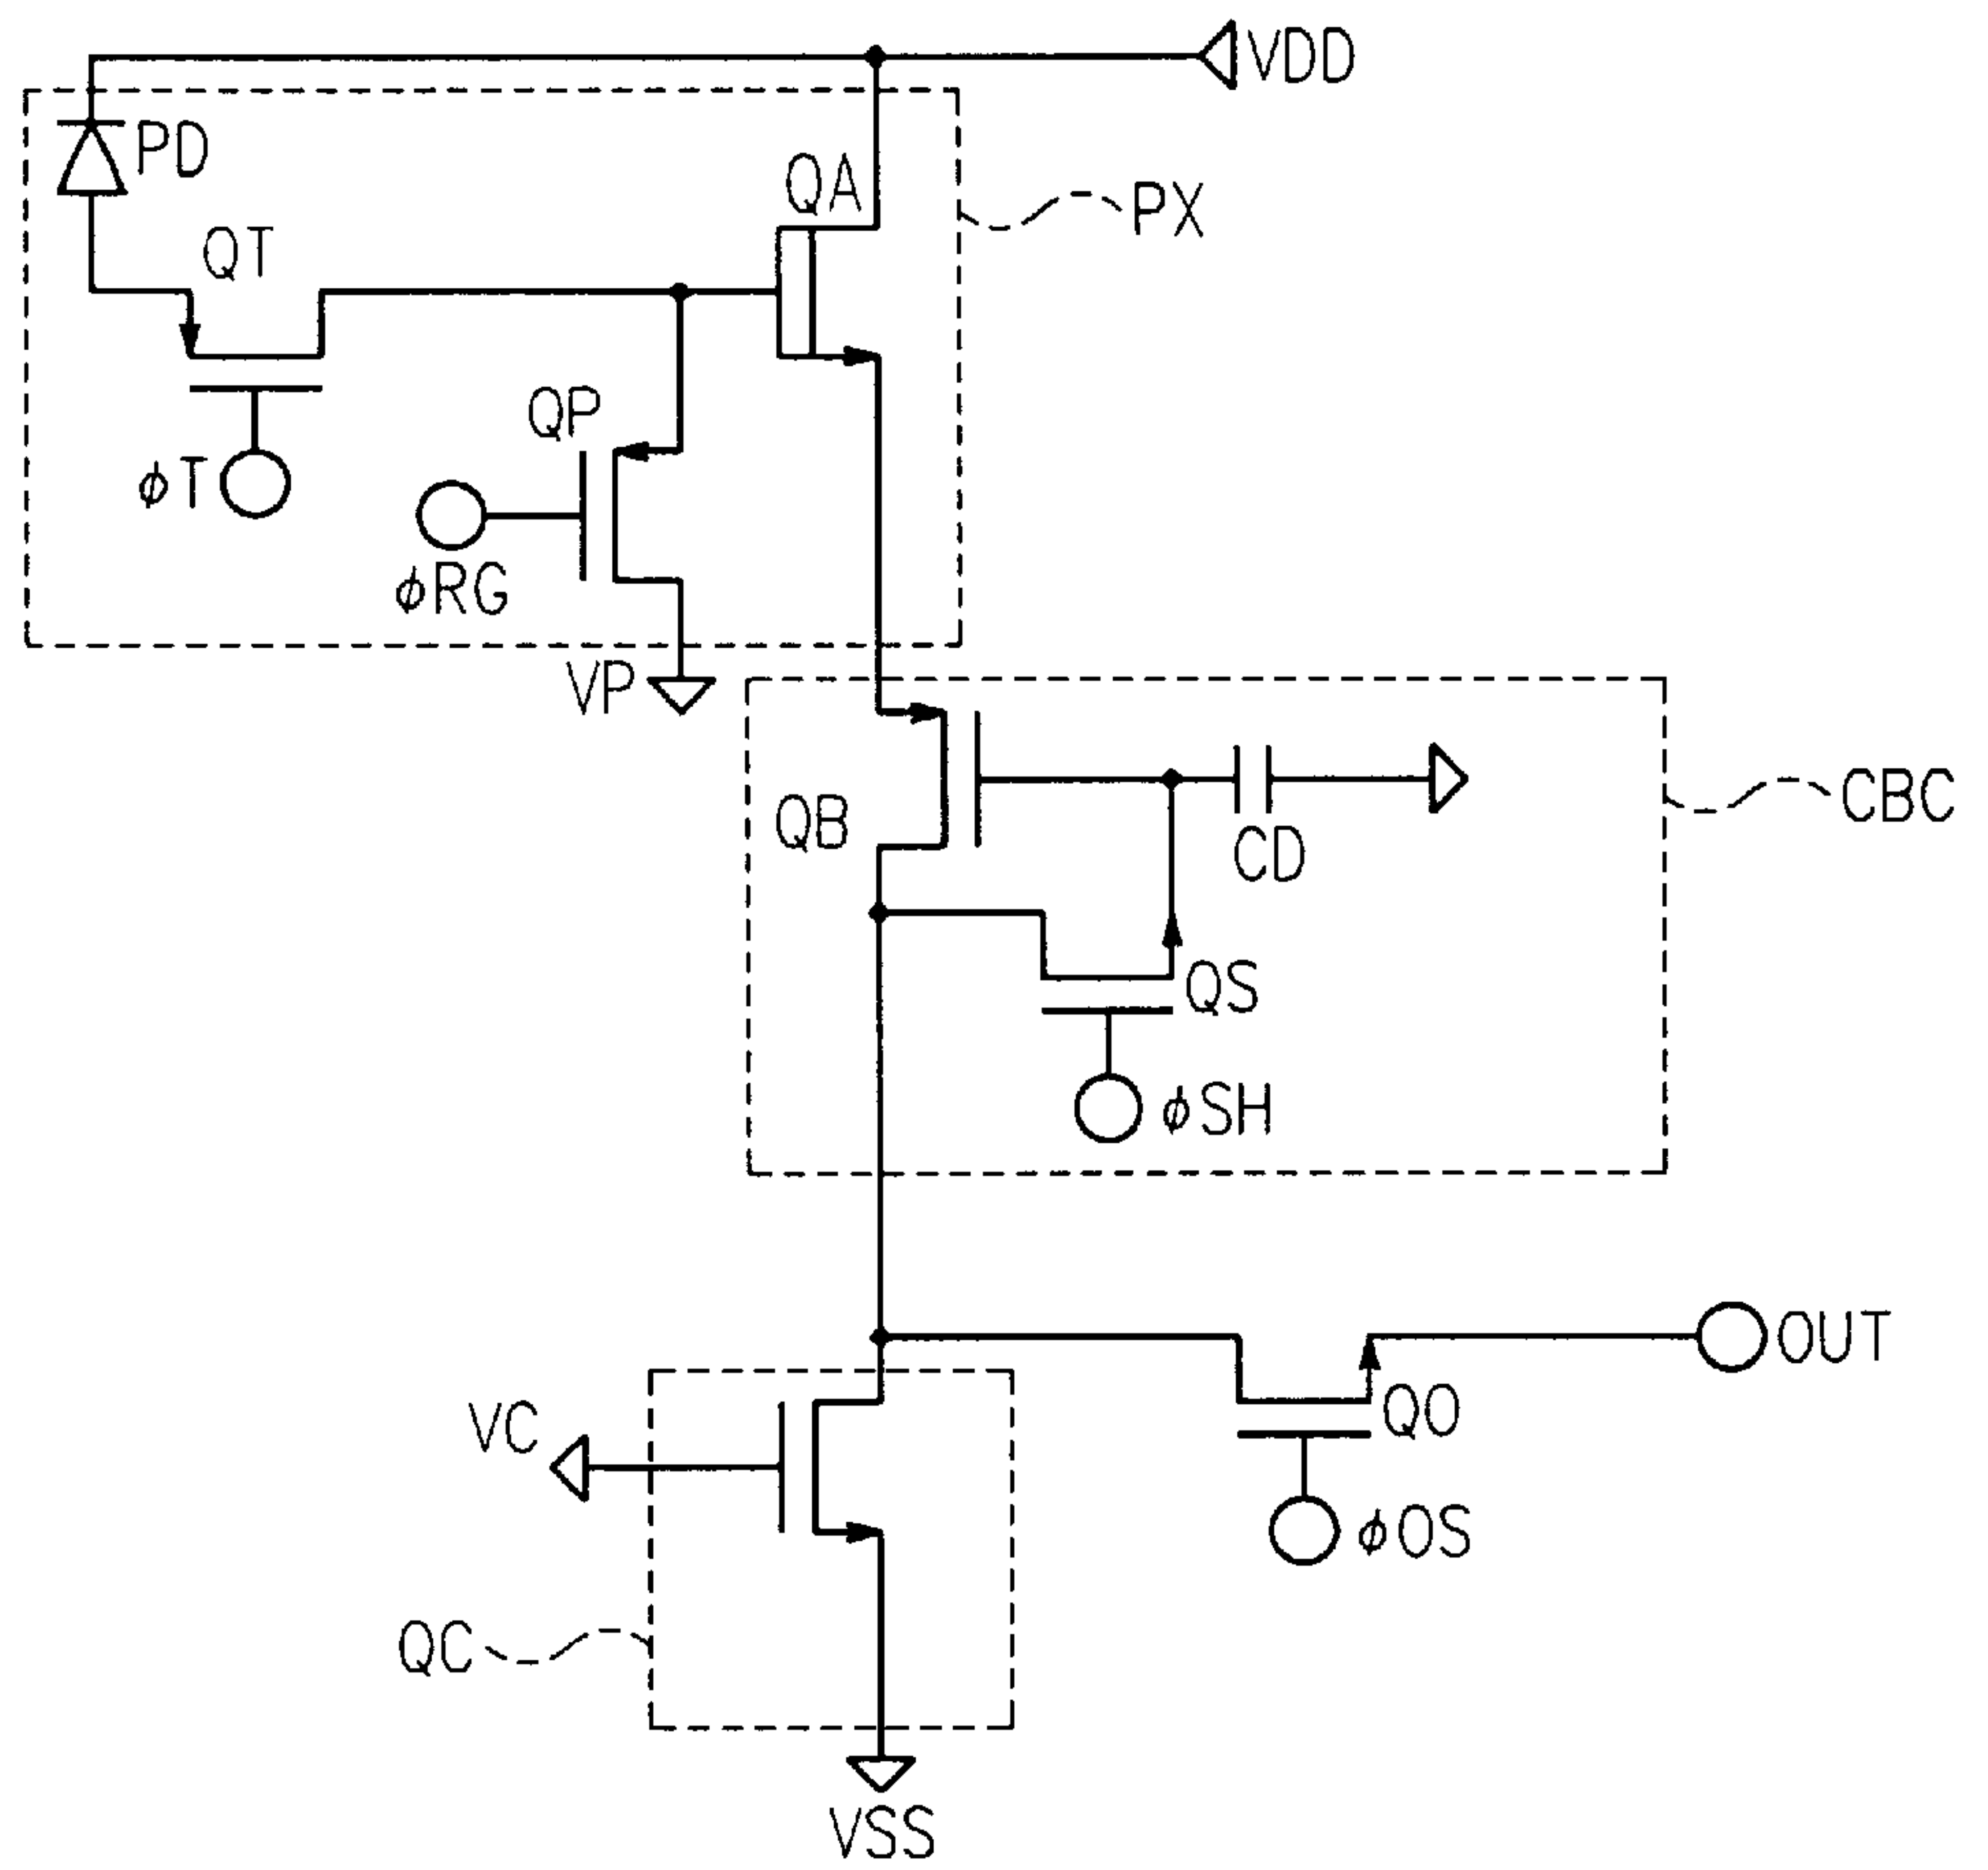 VDD
PD
QA
PX
QT
QP
ϕT
ϕRG
VP
QB
CD
CBC
QS
ϕSH
OUT
VC
QO
ϕOS
QC
VSS